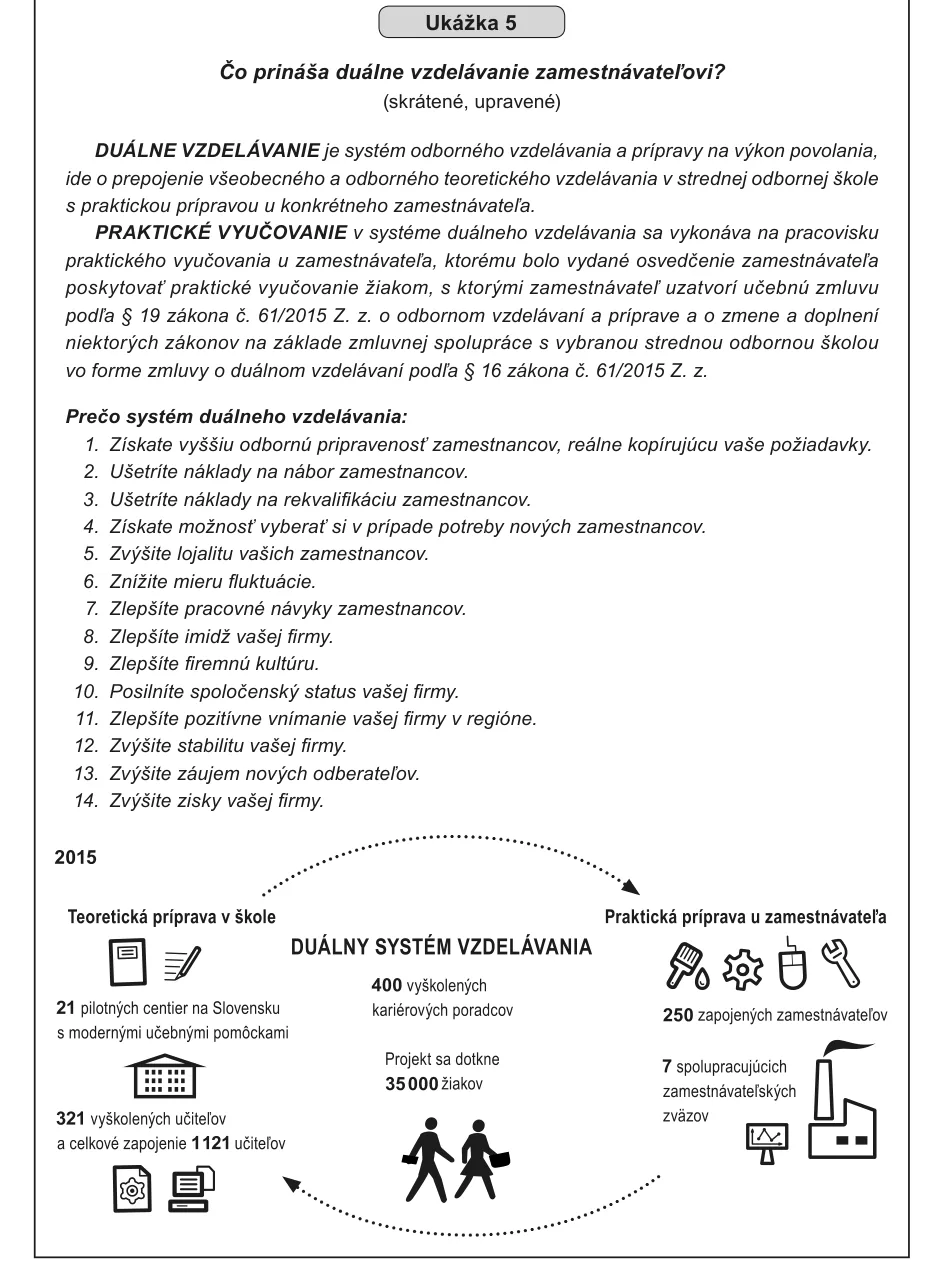 Ukážka 5
Čo prináša duálne vzdelávanie zamestnávateľovi?
(skrátené, upravené)
DUÁLNE VZDELÁVANIE je systém odborného vzdelávania a prípravy na výkon povolania,
ide o prepojenie všeobecného a odborného teoretického vzdelávania v strednej odbornej škole
s praktickou prípravou u konkrétneho zamestnávateľa.
PRAKTICKÉ VYUČOVANIE v systéme duálneho vzdelávania sa vykonáva na pracovisku
praktického vyučovania u zamestnávateľa, ktorému bolo vydané osvedčenie zamestnávateľa
poskytovať praktické vyučovanie žiakom, s ktorými zamestnávateľ uzatvorí učebnú zmluvu
podľa § 19 zákona č. 61/2015 Z. z. o odbornom vzdelávaní a príprave a o zmene a doplnení
niektorých zákonov na základe zmluvnej spolupráce s vybranou strednou odbornou školou
vo forme zmluvy o duálnom vzdelávaní podľa § 16 zákona č. 61/2015 Z. z.
Prečo systém duálneho vzdelávania:
1. Získate vyššiu odbornú pripravenosť zamestnancov, reálne kopírujúcu vaše požiadavky.
2. Ušetríte náklady na nábor zamestnancov.
3. Ušetríte náklady na rekvalifikáciu zamestnancov.
4. Získate možnosť vyberať si v prípade potreby nových zamestnancov.
5. Zvýšite lojalitu vašich zamestnancov.
6. Znížite mieru fluktuácie.
7. Zlepšíte pracovné návyky zamestnancov.
8. Zlepšíte imidž vašej firmy.
9. Zlepšíte firemnú kultúru.
10. Posilníte spoločenský status vašej firmy.
11. Zlepšíte pozitívne vnímanie vašej firmy v regióne.
12. Zvýšite stabilitu vašej firmy.
13. Zvýšite záujem nových odberateľov.
14. Zvýšite zisky vašej firmy.
2015
Teoretická príprava v škole
21 pilotných centier na Slovensku
s modernými učebnými pomôckami
321 vyškolených učiteľov
a celkové zapojenie 1 121 učiteľov
DUÁLNY SYSTÉM VZDELÁVANIA
400 vyškolených
kariérových poradcov
Projekt sa dotkne
35 000 žiakov
Praktická príprava u zamestnávateľa
250 zapojených zamestnávateľov
7 spolupracujúcich
zamestnávateľských
zväzov